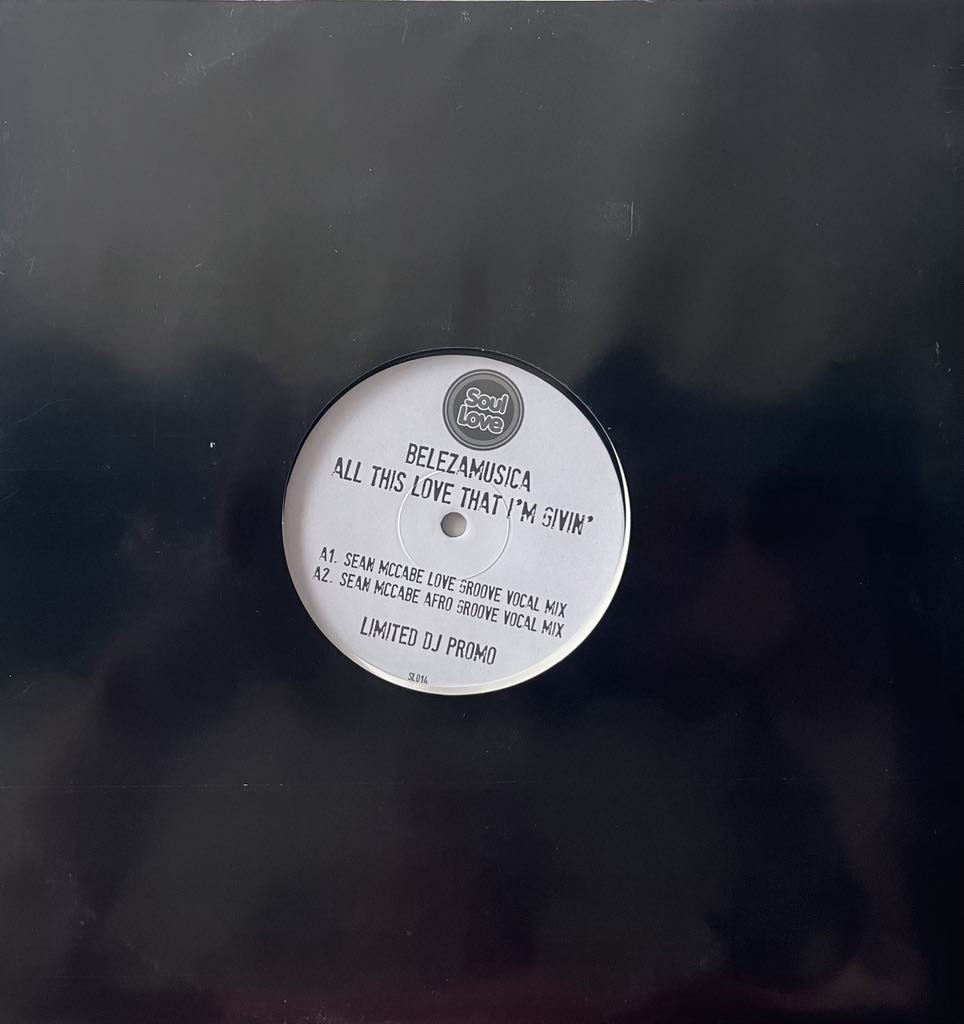 Soul
Love
BELEZAMUSICA
ALL THIS LOVE THAT I'M GIVIN'
A1. SEAN MCCABE LOVE GROOVE VOCAL MIX
A2. SEAN MCCABE AFRO GROOVE VOCAL MIX
LIMITED DJ PROMO
SL014